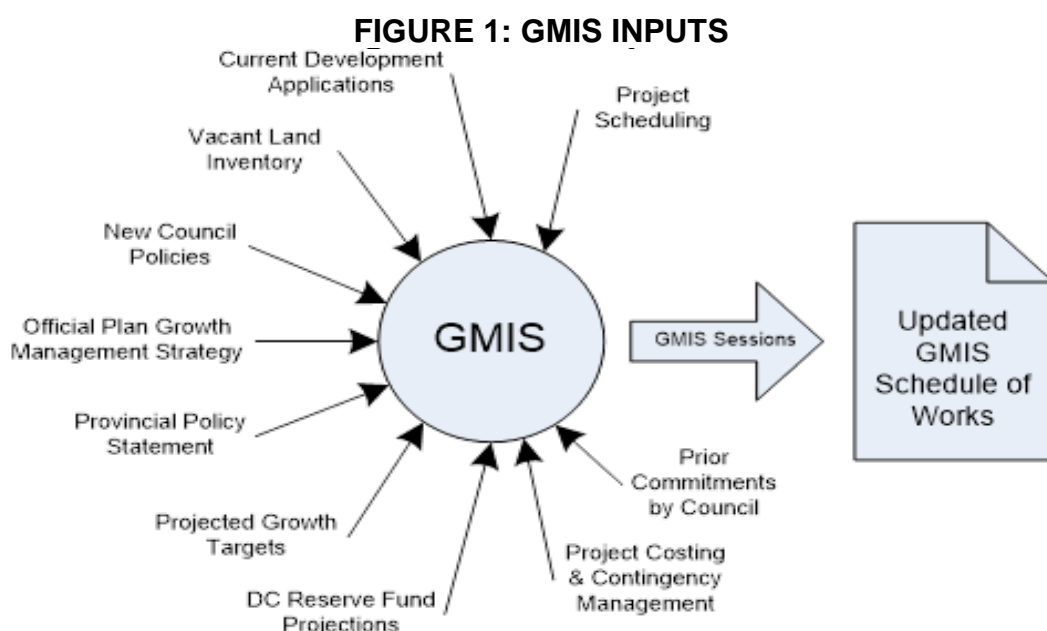 FIGURE 1: GMIS INPUTS
Current Development
Applications
Project
Scheduling
Vacant Land
Inventory
New Council
Policies
Official Plan Growth
Management Strategy
Provincial Policy
Statement
Projected Growth
Targets
DC Reserve Fund
Projections
Project Costing
& Contingency
Management
Prior
Commitments
by Council
GMIS
GMIS Sessions
Updated
GMIS
Schedule of
Works